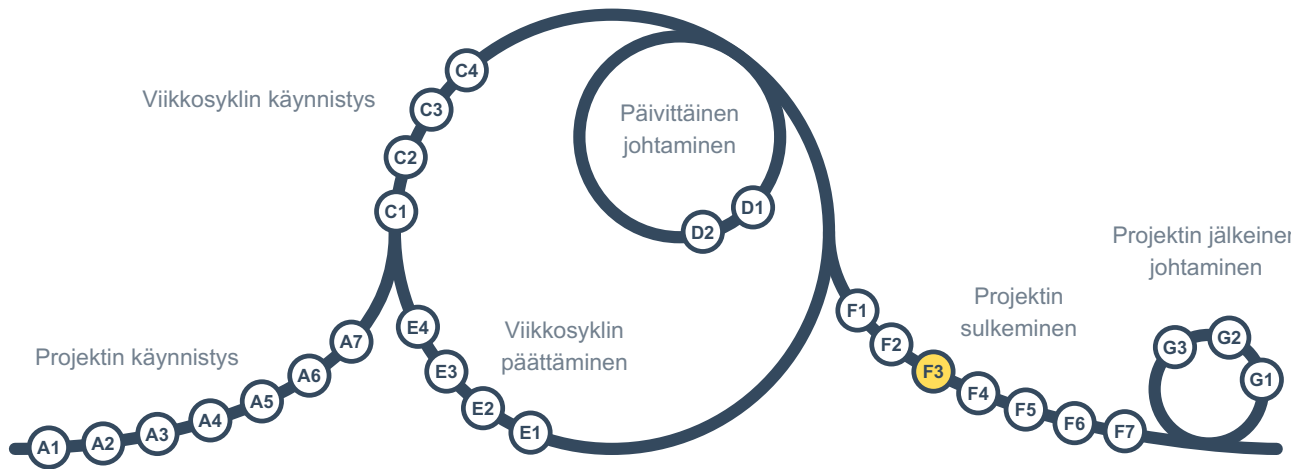 Viikkosyklin käynnistys
C4
C3
C2
C1
Päivittäinen
johtaminen
D1
D2
Projektin jälkeinen
johtaminen
Projektin käynnistys
A1
A2
A3
A4
A5
A6
A7
Viikkosyklin
päättäminen
E4
E3
E2
E1
Projektin
sulkeminen
F1
F2
F3
F4
F5
F6
F7
G3
G2
G1